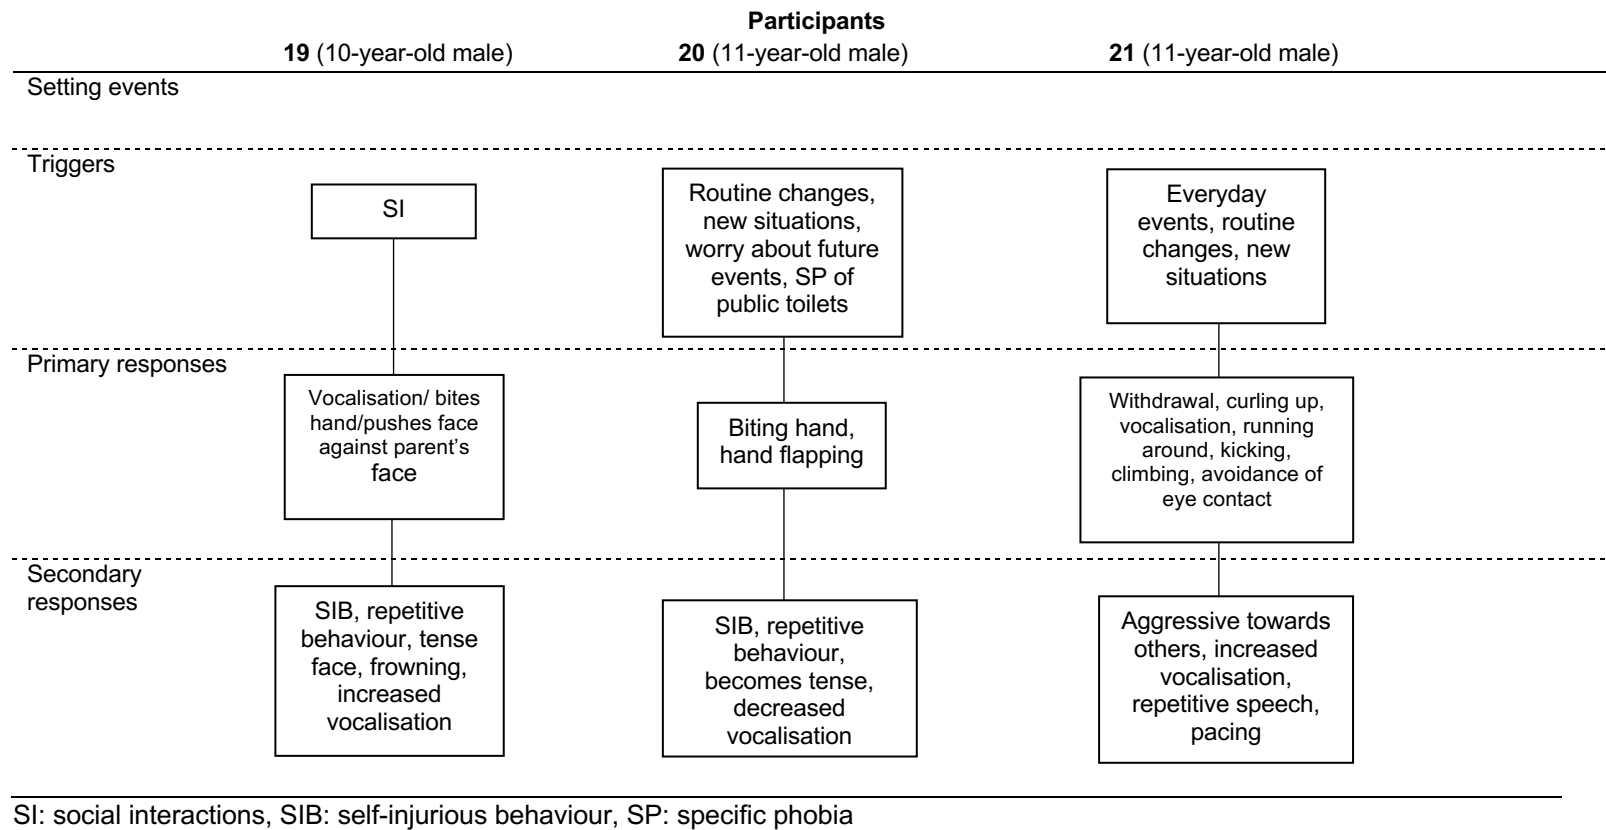 Participants
19 (10-year-old male)
20 (11-year-old male)
21 (11-year-old male)
Setting events
Triggers
SI
Routine changes,
new situations,
worry about future
events, SP of
public toilets
Everyday
events, routine
changes, new
situations
Primary responses
Vocalisation/ bites
hand/pushes face
against parent’s
face
Biting hand,
hand flapping
Withdrawal, curling up,
vocalisation, running
around, kicking,
climbing, avoidance of
eye contact
Secondary
responses
SIB, repetitive
behaviour, tense
face, frowning,
increased
vocalisation
SIB, repetitive
behaviour,
becomes tense,
decreased
vocalisation
Aggressive towards
others, increased
vocalisation,
repetitive speech,
pacing
SI: social interactions, SIB: self-injurious behaviour, SP: specific phobia